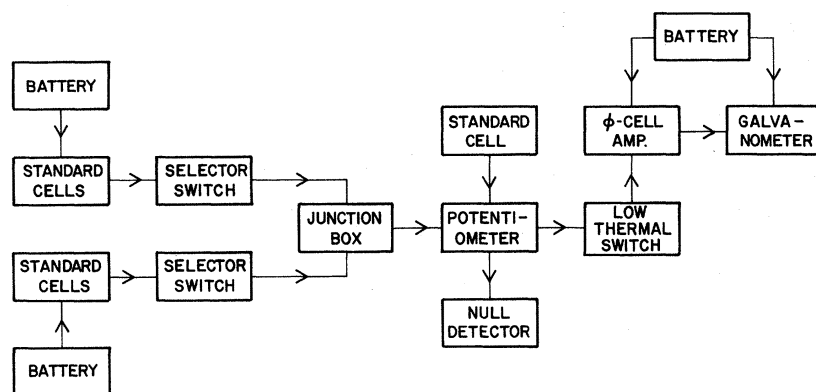 BATTERY
BATTERY
STANDARD
CELL
ϕ-CELL
AMP.
GALVA-
NOMETER
STANDARD
CELLS
SELECTOR
SWITCH
JUNCTION
BOX
POTENTI-
OMETER
LOW
THERMAL
SWITCH
STANDARD
CELLS
SELECTOR
SWITCH
NULL
DETECTOR
BATTERY